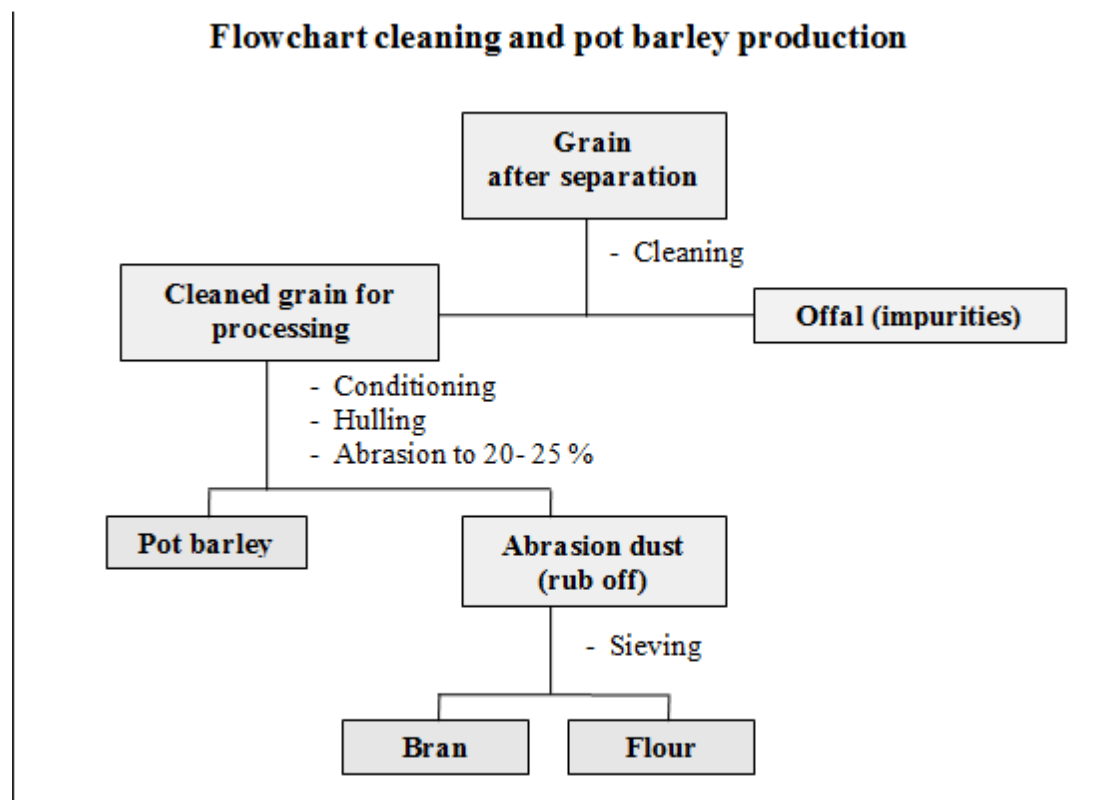 Flowchart cleaning and pot barley production
Grain
after separation
- Cleaning
Cleaned grain for
processing
Offal (impurities)
- Conditioning
- Hulling
- Abrasion to 20- 25 %
Pot barley
Abrasion dust
(rub off)
- Sieving
Bran
Flour